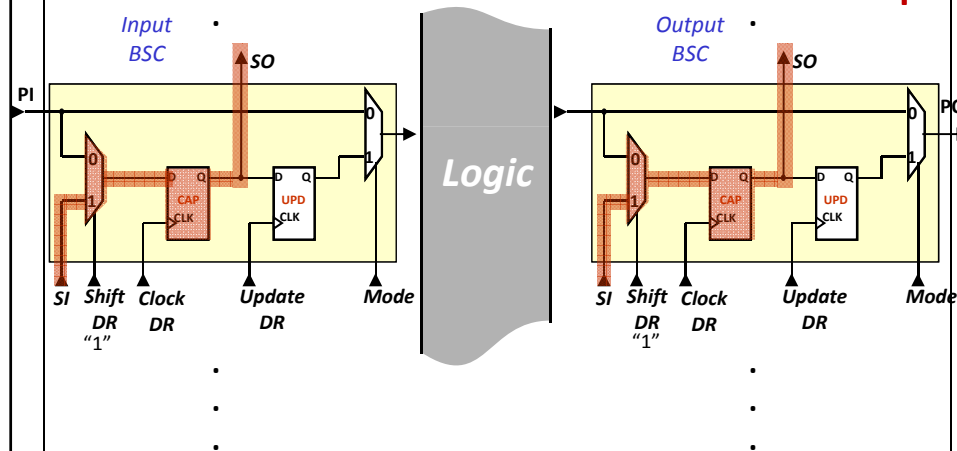 Input
BSC
SO
PI
0
0
1
1
D Q
CAP
CLK
D Q
UPD
CLK
SI
Shift
DR
"1"
Clock
DR
Update
DR
Mode
Logic
Output
BSC
SO
0
0
1
1
D Q
CAP
CLK
D Q
UPD
CLK
SI
Shift
DR
"1"
Clock
DR
Update
DR
Mode